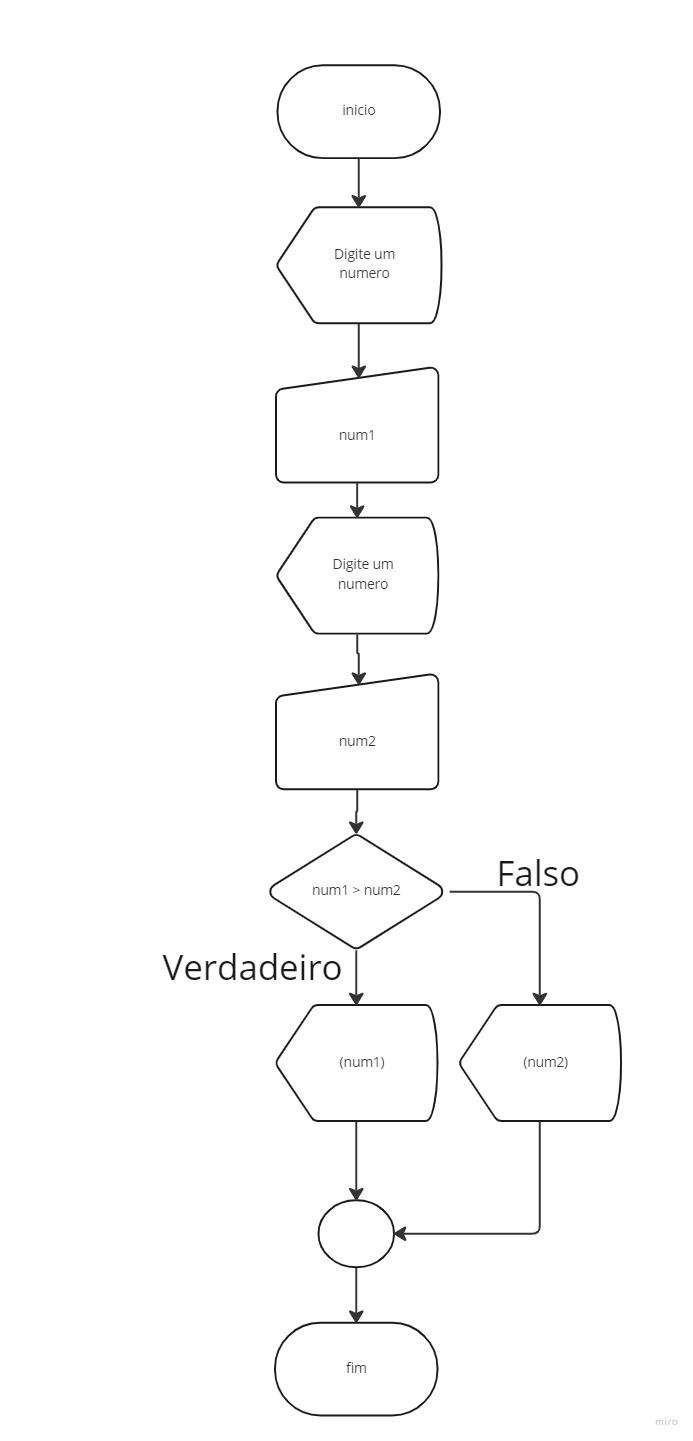 inicio
Digite um
numero
num1
Digite um
numero
num2
num1 > num2
Falso
Verdadeiro
(num1)
(num2)
fim
miro